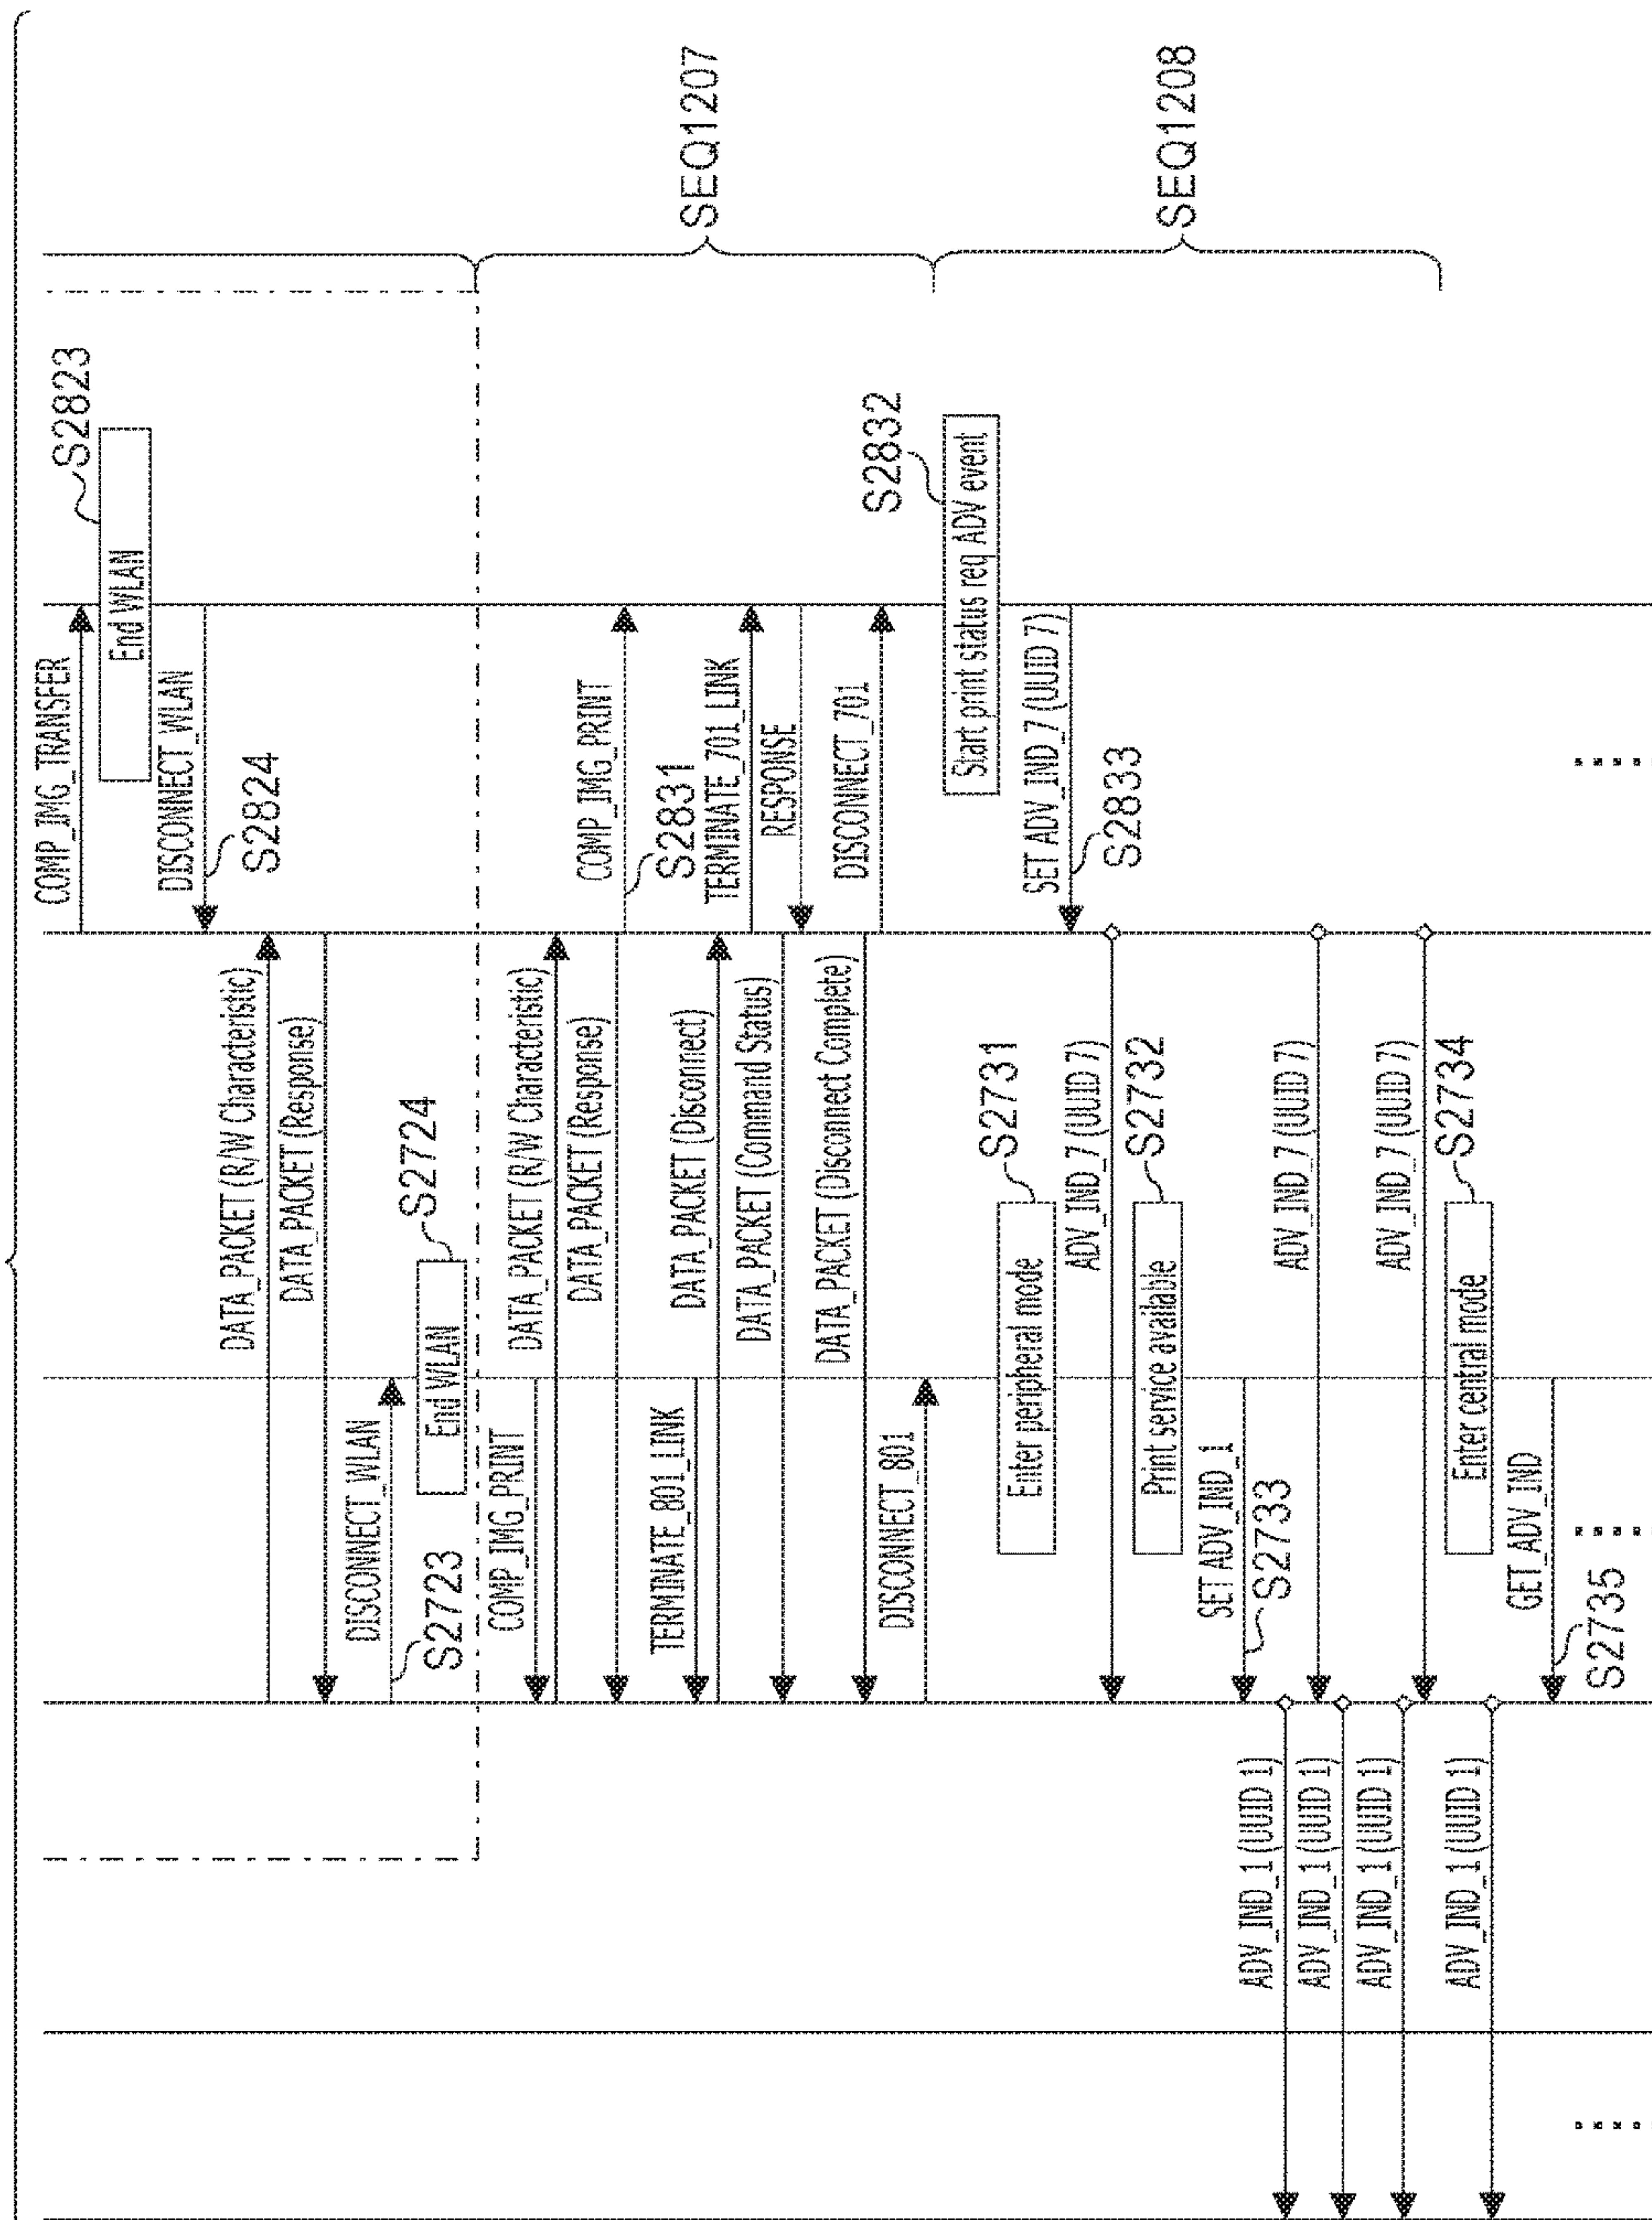 COMP_IMG_TRANSFER
S2823
End WLAN
DISCONNECT_WLAN
S2824
DATA_PACKET (R/W Characteristic)
DATA_PACKET (Response)
DISCONNECT_WLAN
S2723
End WLAN
S2724
COMP_IMG_PRINT
DATA_PACKET (R/W Characteristic)
DATA_PACKET (Response)
COMP_IMG_PRINT
S2831
SEQ1207
TERMINATE_801_LINK
DATA_PACKET (Disconnect)
TERMINATE_701_LINK
DATA_PACKET (Command Status)
RESPONSE
DATA_PACKET (Disconnect Complete)
DISCONNECT_701
DISCONNECT_801
S2832
Start print status req ADV event
Enter peripheral mode
S2731
SET ADV_IND_7 (UUID 7)
S2833
ADV_IND_7 (UUID 7)
Print service available
S2732
SEQ1208
SET ADV_IND_1
S2733
ADV_IND_1 (UUID 1)
ADV_IND_7 (UUID 7)
ADV_IND_1 (UUID 1)
ADV_IND_1 (UUID 1)
ADV_IND_7 (UUID 7)
Enter central mode
S2734
ADV_IND_1 (UUID 1)
GET_ADV_IND
S2735